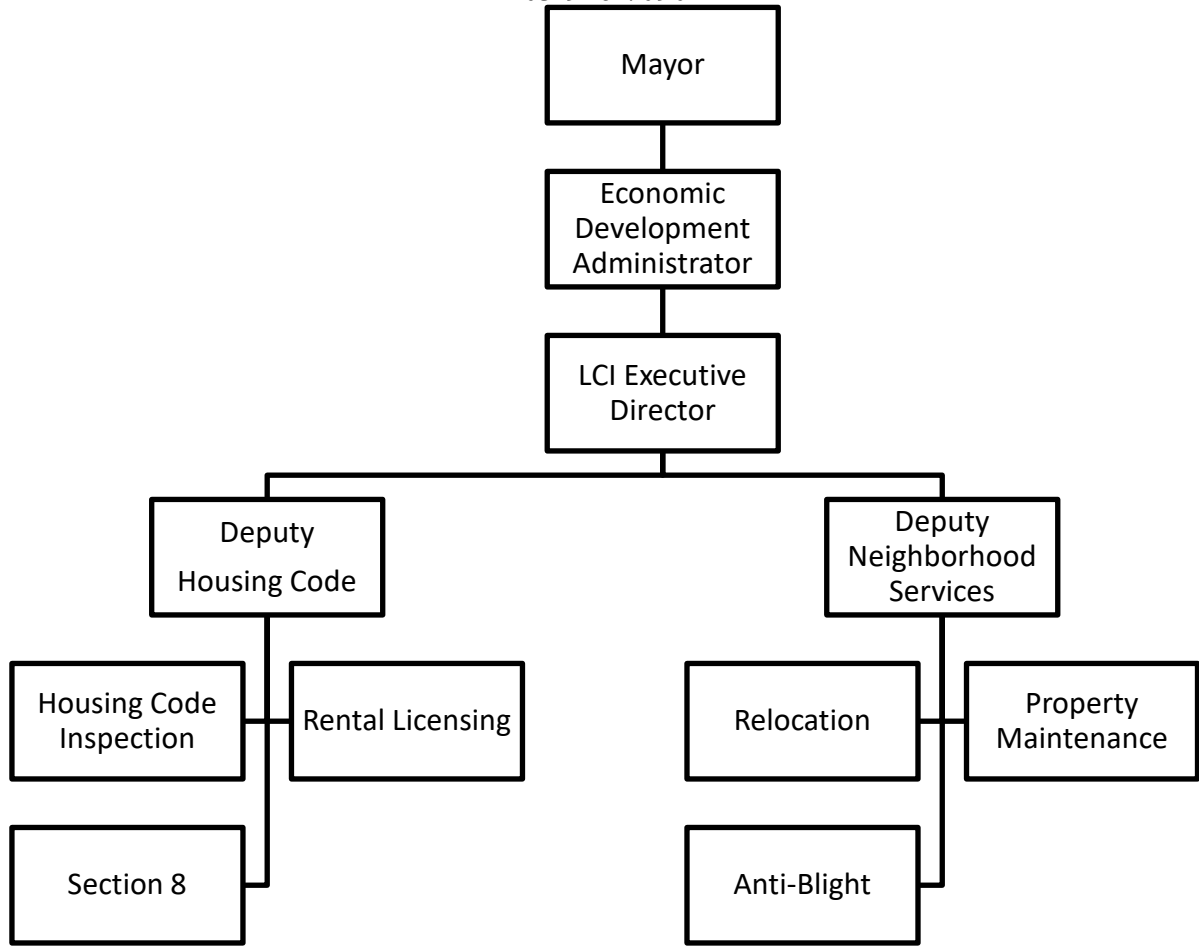 Mayor
Economic
Development
Administrator
LCI Executive
Director
Deputy
Housing Code
Deputy
Neighborhood
Services
Housing Code
Inspection
Rental Licensing
Relocation
Property
Maintenance
Section 8
Anti-Blight